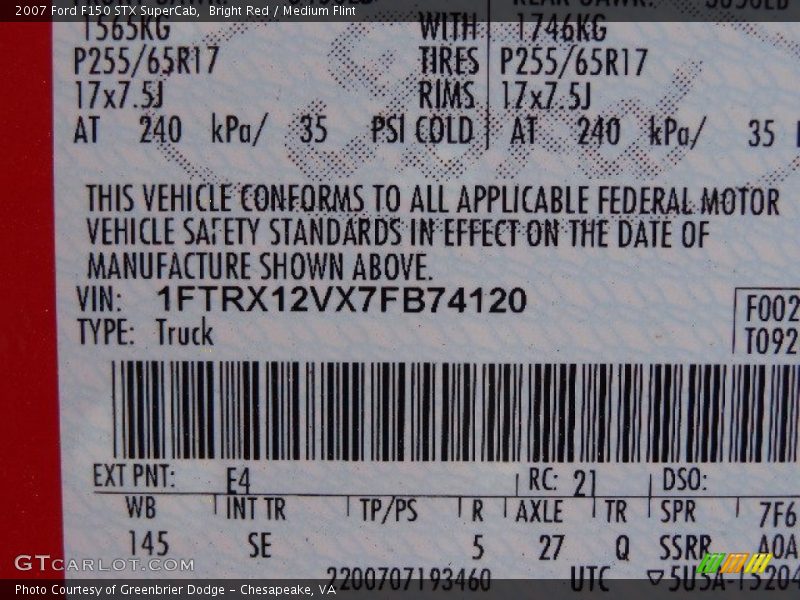 2007 Ford F150 STX SuperCab, Bright Red / Medium Flint
1565KG WITH 1746KG
P255/65R17 TIRES P255/65R17
17x7.5J RIMS 17x7.5J
AT 240 kPa/ 35 PSI COLD AT 240 kPa/ 35
THIS VEHICLE CONFORMS TO ALL APPLICABLE FEDERAL MOTOR
VEHICLE SAFETY STANDARDS IN EFFECT ON THE DATE OF
MANUFACTURE SHOWN ABOVE.
VIN: 1FTRX12VX7FB74120
F002
TYPE: Truck
T092
EXT PNT: E4 RC: 21 DSO:
WB INT TR TP/PS R AXLE TR SPR 7F6
145 SE 5 27 Q SSRR A0A
GTcarlot.com
2200707193460 UTC ▽5U5A-15204
Photo Courtesy of Greenbrier Dodge – Chesapeake, VA